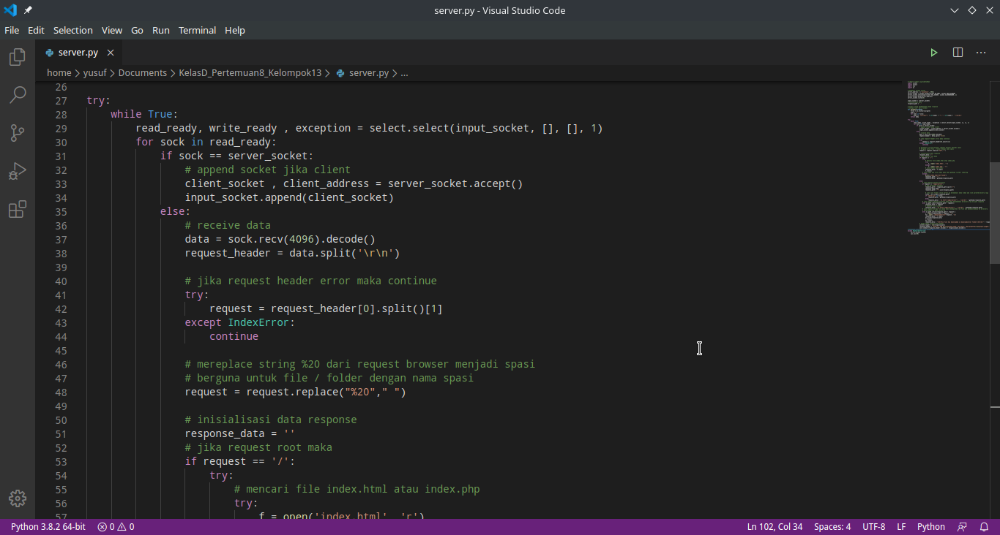 server.py - Visual Studio Code
File Edit Selection View Go Run Terminal Help
server.py
home > yusuf > Documents > KelasD_Pertemuan8_Kelompok13 > server.py > ...
26
27 try:
28 while True:
29 read_ready, write_ready , exception = select.select(input_socket, [], [], 1)
30 for sock in read_ready:
31 if sock == server_socket:
32 # append socket jika client
33 client_socket , client_address = server_socket.accept()
34 input_socket.append(client_socket)
35 else:
36 # receive data
37 data = sock.recv(4096).decode()
38 request_header = data.split('\r\n')
39
40 # jika request header error maka continue
41 try:
42 request = request_header[0].split()[1]
43 except IndexError:
44 continue
45
46 # mereplace string %20 dari request browser menjadi spasi
47 # berguna untuk file / folder dengan nama spasi
48 request = request.replace("%20"," ")
49
50 # inisialisasi data response
51 response_data = ''
52 # jika request root maka
53 if request == '/':
54 try:
55 # mencari file index.html atau index.php
56 try:
57 f = open('index.html', 'r')
Python 3.8.2 64-bit 0 0 Ln 102, Col 34 Spaces: 4 UTF-8 LF Python